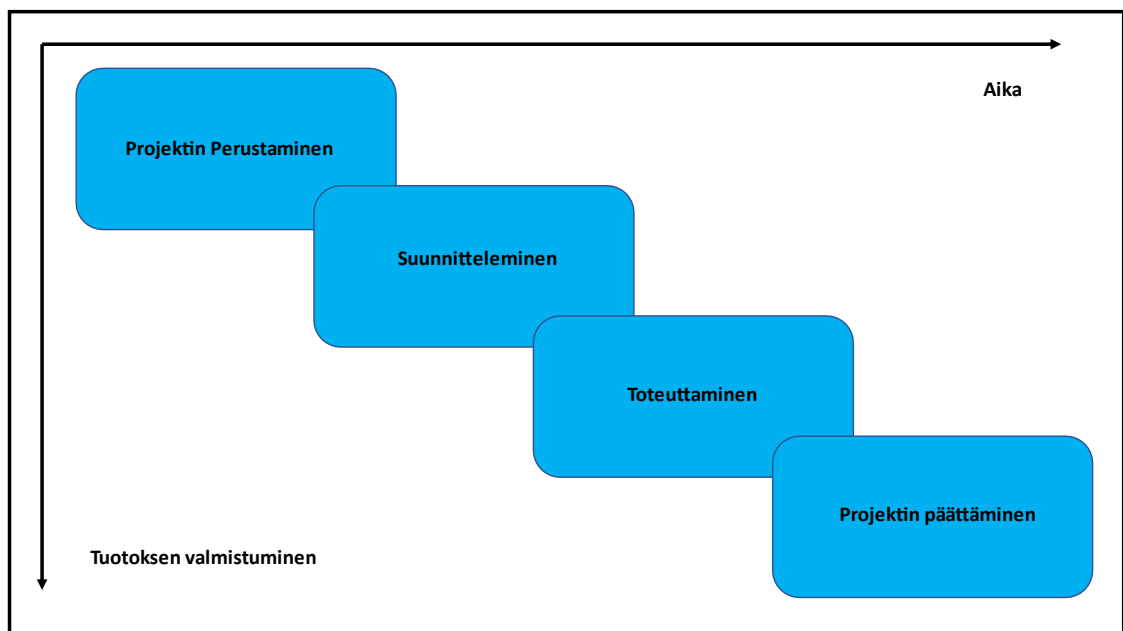 Aika
Projektin Perustaminen
Suunnitteleminen
Toteuttaminen
Projektin päättäminen
Tuotoksen valmistuminen